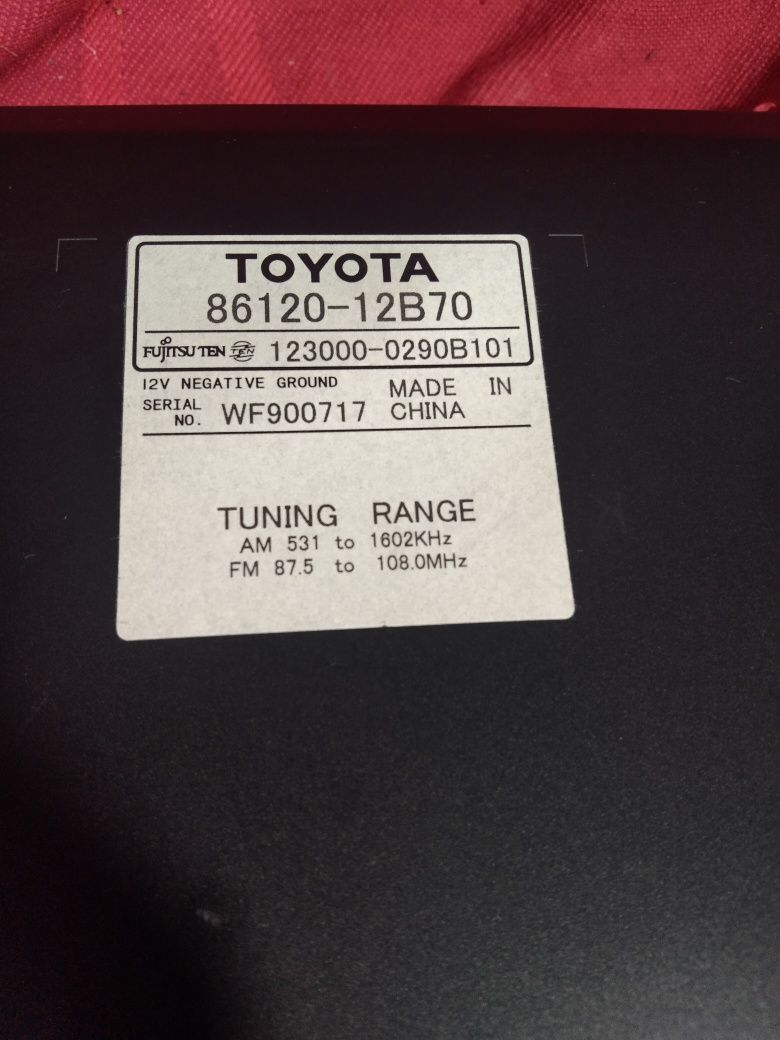 TOYOTA
86120-12B70
FUJITSU TEN TEN 123000-0290B101
12V NEGATIVE GROUND
MADE IN
CHINA
SERIAL
NO. WF900717
TUNING RANGE
AM 531 to 1602KHz
FM 87.5 to 108.0MHz